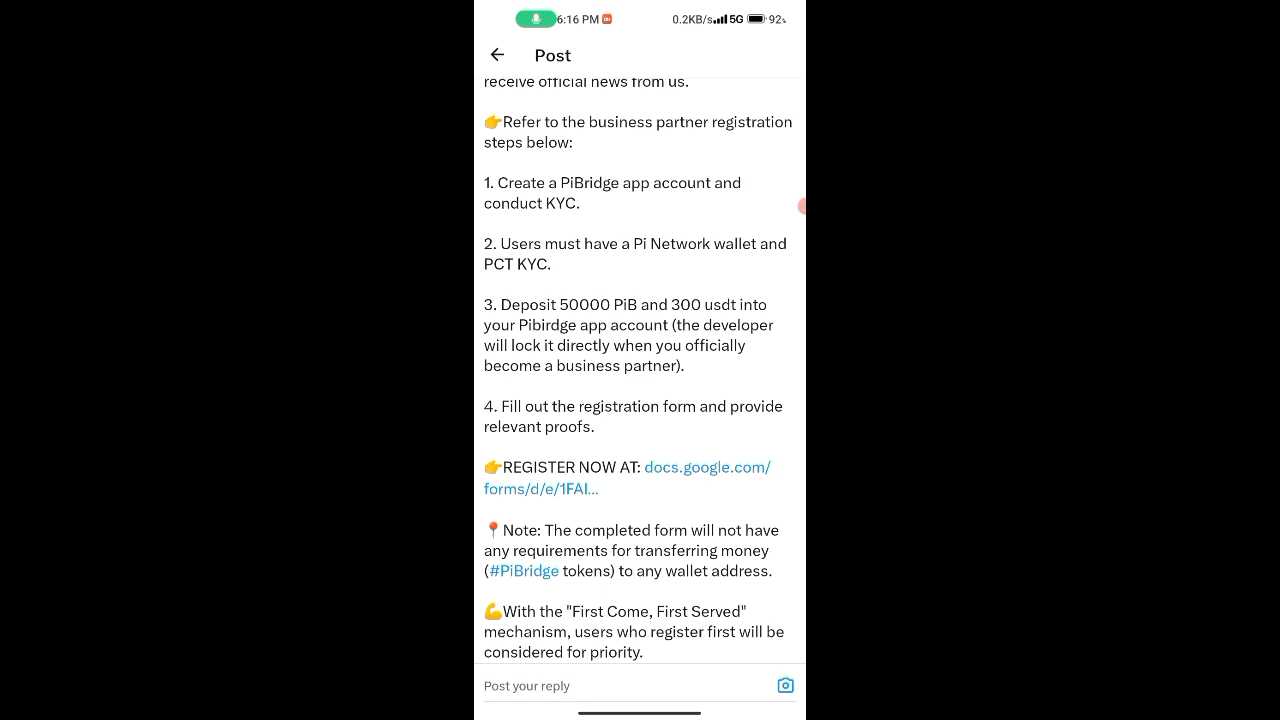 6:16 PM 0.2KB/s 5G 92%
Post
receive official news from us.
👉Refer to the business partner registration
steps below:
1. Create a PiBridge app account and
conduct KYC.
2. Users must have a Pi Network wallet and
PCT KYC.
3. Deposit 50000 PiB and 300 usdt into
your Pibirdge app account (the developer
will lock it directly when you officially
become a business partner).
4. Fill out the registration form and provide
relevant proofs.
👉REGISTER NOW AT: docs.google.com/
forms/d/e/1FAI...
📍Note: The completed form will not have
any requirements for transferring money
(#PiBridge tokens) to any wallet address.
💪With the "First Come, First Served"
mechanism, users who register first will be
considered for priority.
Post your reply